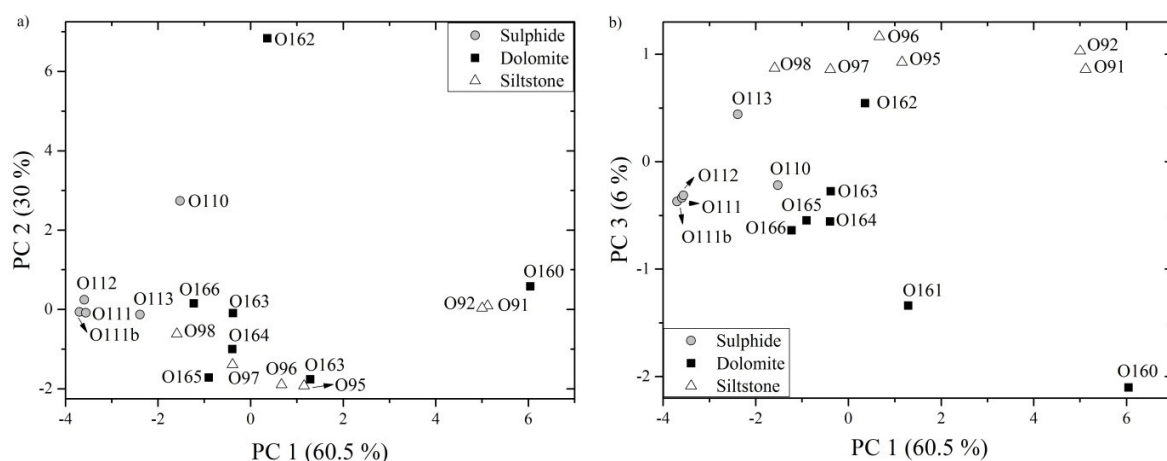 a)
Sulphide
Dolomite
Siltstone
O162
O110
O160
O112
O166
O163
O113
O92
O91
O111
O111b
O98
O164
O97
O96
O163
O165
O95
6
4
2
0
-2
-4
-2
0
2
4
6
PC 2 (30 %)
PC 1 (60.5 %)
b)
O96
O92
O98
O97
O95
O91
O113
O162
O112
O110
O163
O111
O165
O164
O166
O111b
O161
O160
Sulphide
Dolomite
Siltstone
1
0
-1
-2
-4
-2
0
2
4
6
PC 3 (6 %)
PC 1 (60.5 %)